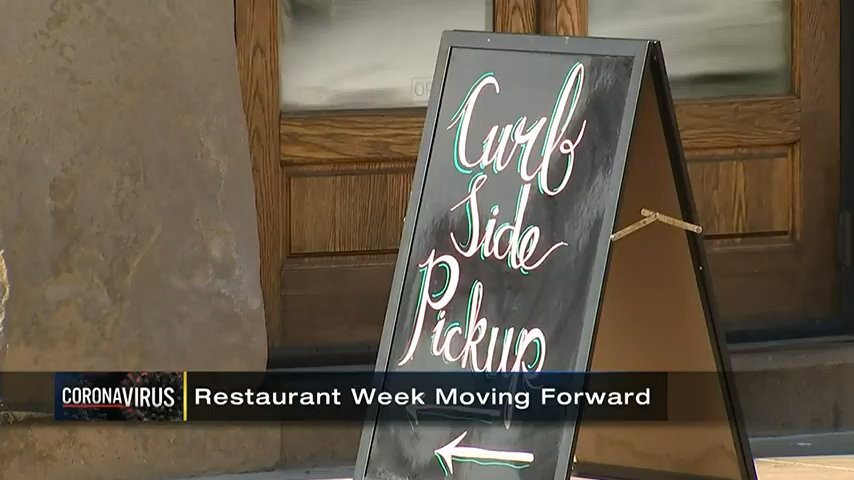 Curb
Side
Pickup
CORONAVIRUS
Restaurant Week Moving Forward